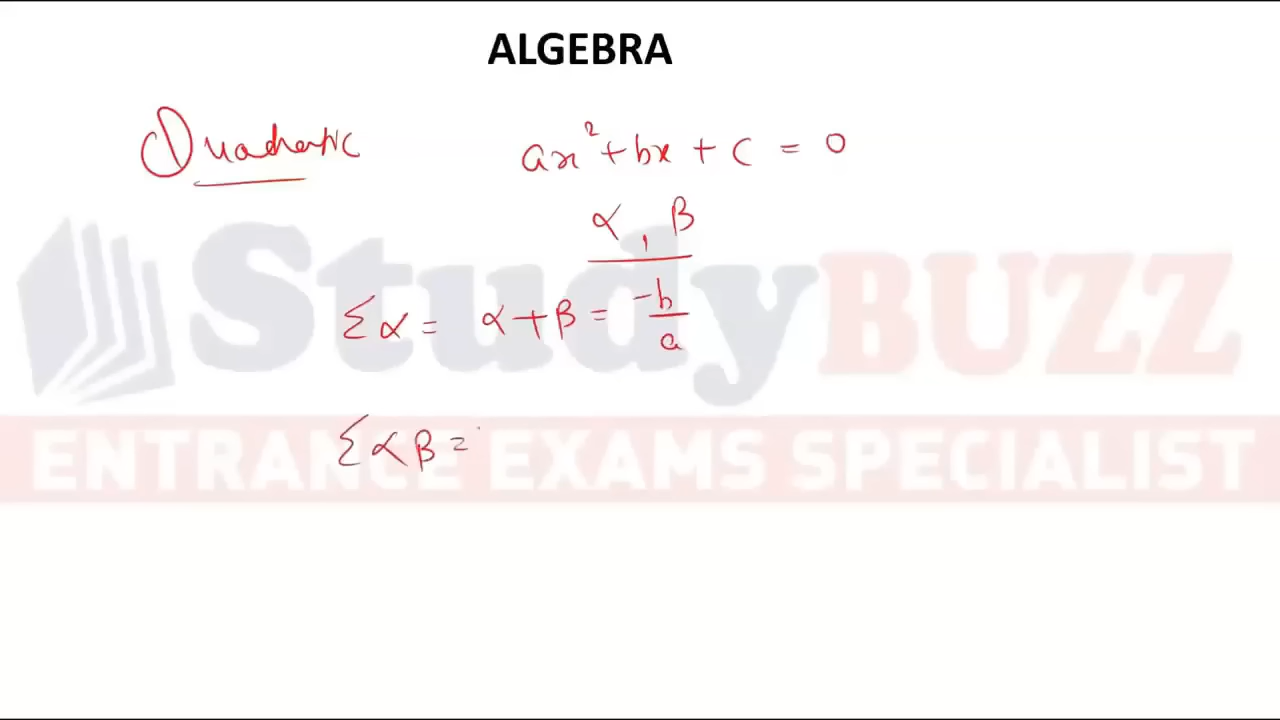 ALGEBRA
Quadratic
ax² + bx + c = 0
α , β
Σα = α + β = -b/a
Σαβ =
StudyBUZZ
ENTRANCE EXAMS SPECIALIST